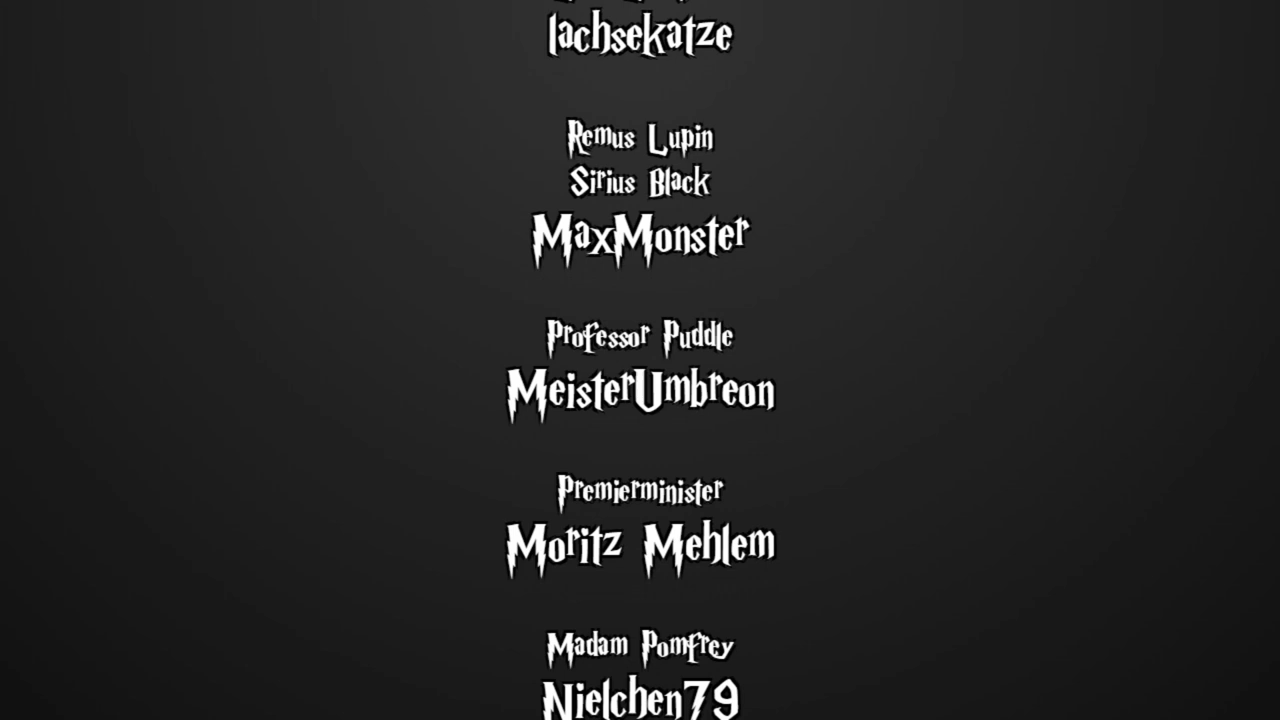 lachsekatze
Remus Lupin
Sirius Black
MaxMonster
Professor Puddle
MeisterUmbreon
Premierminister
Moritz Mehlem
Madam Pomfrey
Nielchen79